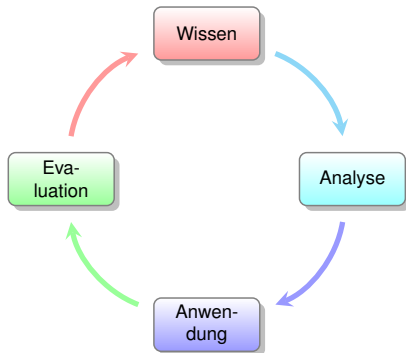 Wissen
Analyse
Anwen-
dung
Eva-
luation